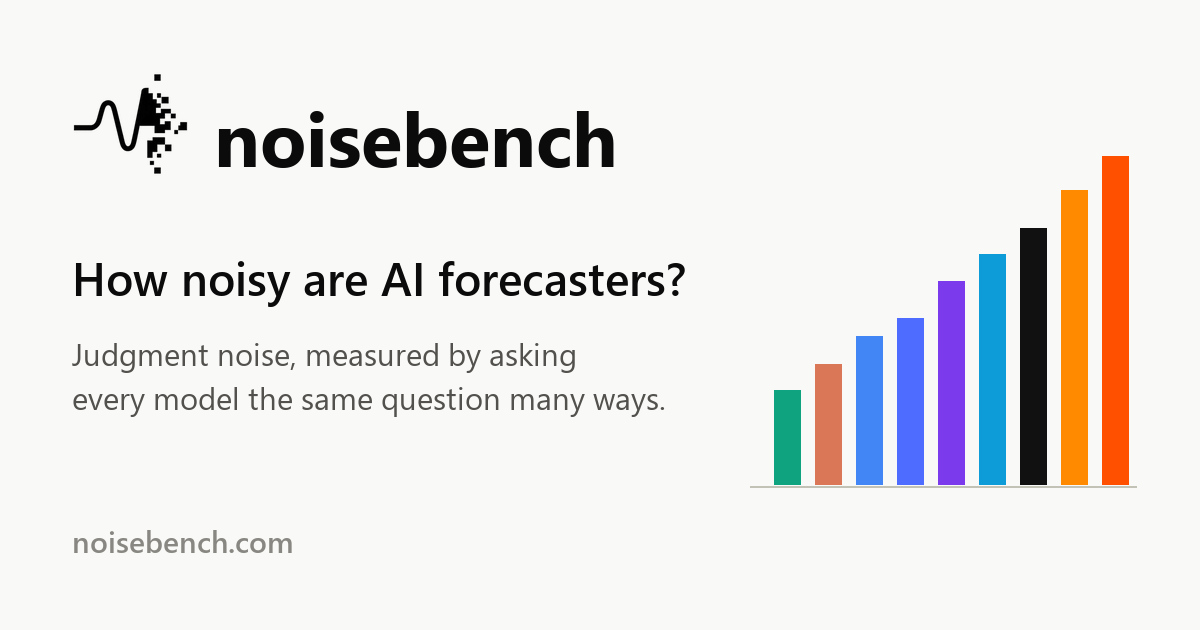 noisebench
How noisy are AI forecasters?
Judgment noise, measured by asking
every model the same question many ways.
noisebench.com